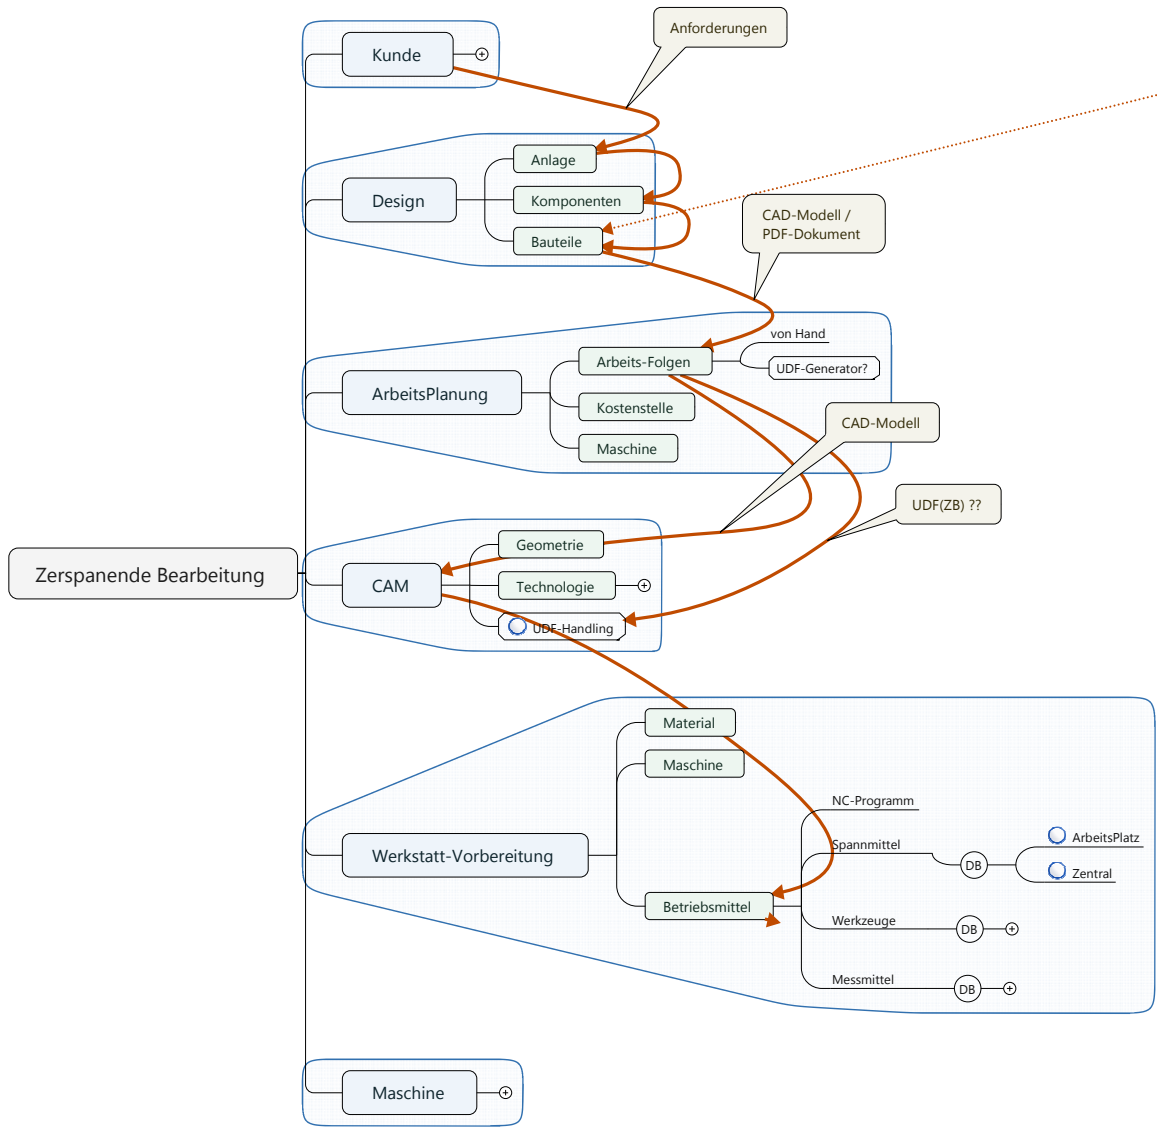 Anforderungen
Kunde
Anlage
Design
Komponenten
Bauteile
CAD-Modell /
PDF-Dokument
von Hand
Arbeits-Folgen
UDF-Generator?
ArbeitsPlanung
Kostenstelle
Maschine
CAD-Modell
UDF(ZB) ??
Geometrie
Zerspanende Bearbeitung
CAM
Technologie
UDF-Handling
Material
Maschine
NC-Programm
Werkstatt-Vorbereitung
Spannmittel
DB
ArbeitsPlatz
Zentral
Betriebsmittel
Werkzeuge
DB
Messmittel
DB
Maschine